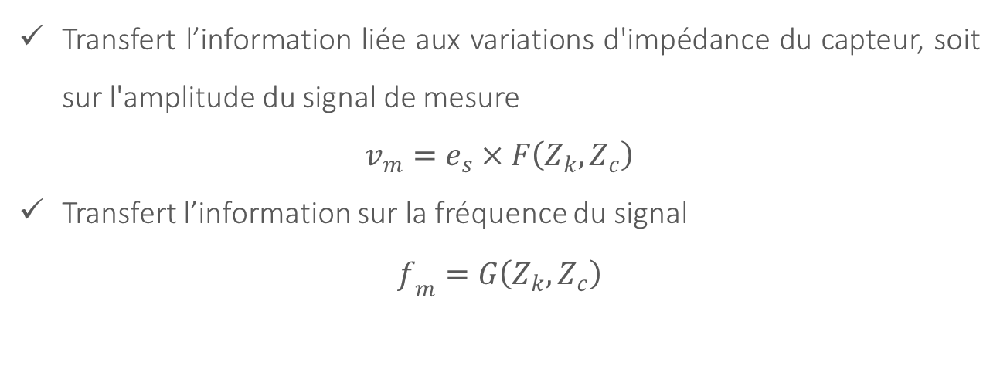 ✓ Transfert l’information liée aux variations d'impédance du capteur, soit
sur l'amplitude du signal de mesure
v_m = e_s × F(Z_k, Z_c)
✓ Transfert l’information sur la fréquence du signal
f_m = G(Z_k, Z_c)